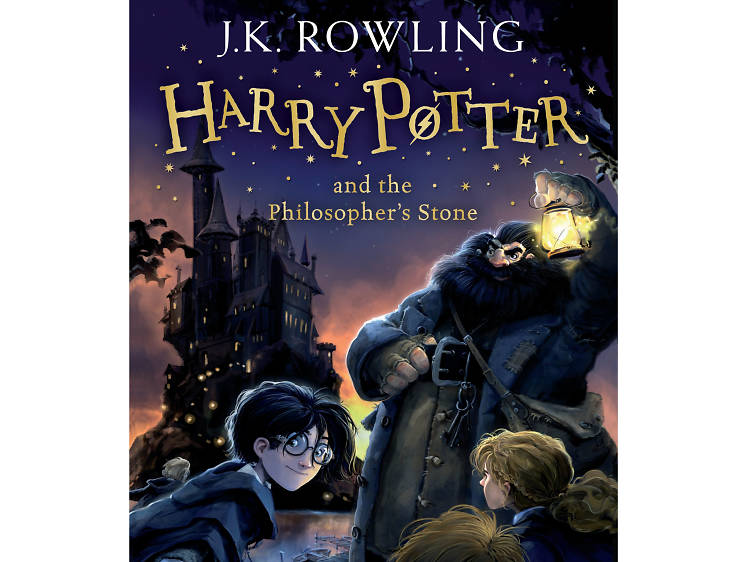 J.K. ROWLING
HARRY POTTER
and the
Philosopher's Stone